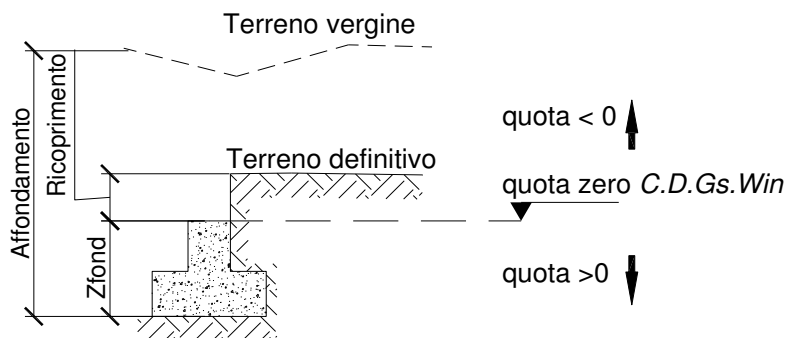 Terreno vergine
Affondamento
Ricoprimento
quota < 0
Terreno definitivo
quota zero C.D.Gs.Win
Zfond
quota >0